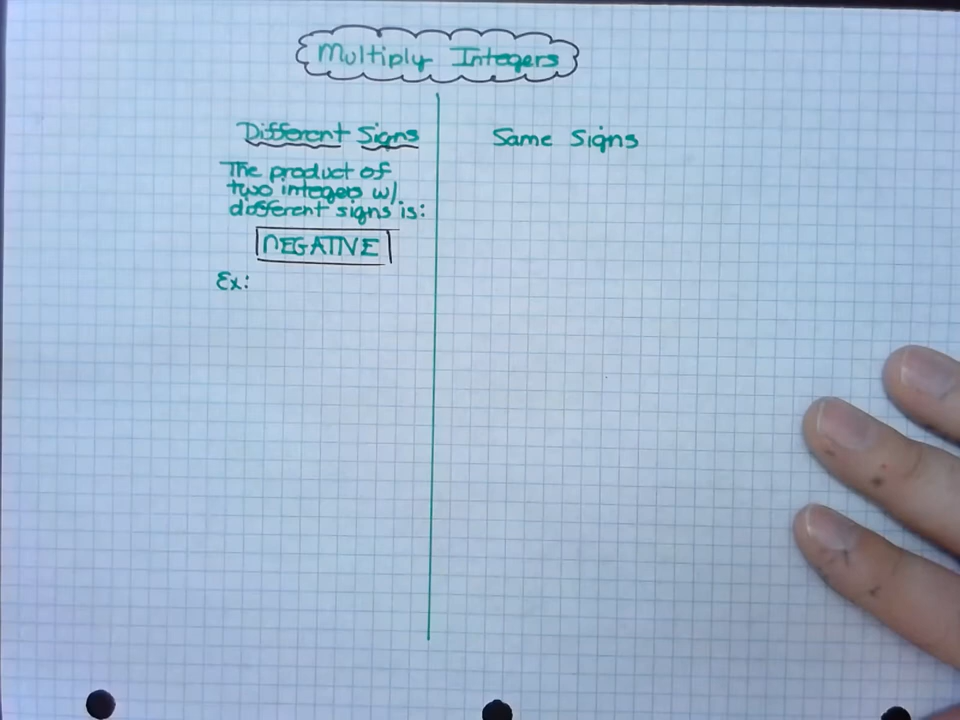 Multiply Integers
Different Signs
The product of
two integers w/
different signs is:
NEGATIVE
Ex:
Same Signs